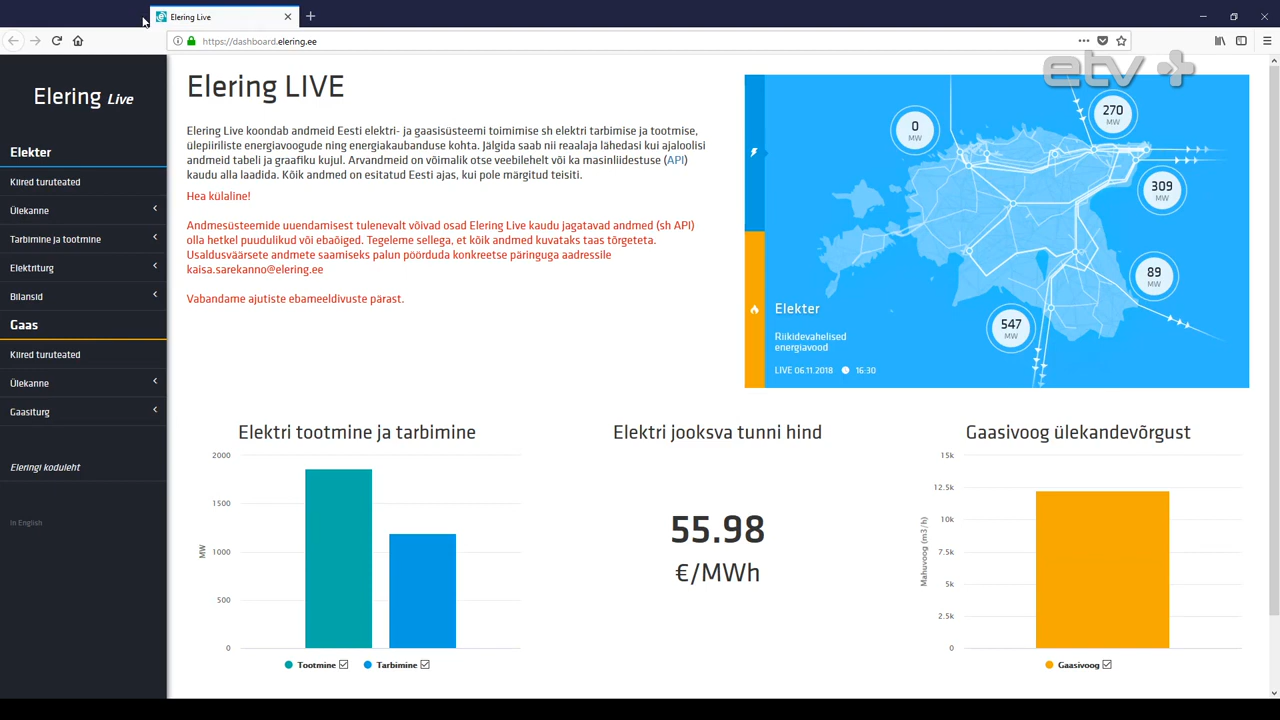 Elering Live
https://dashboard.elering.ee
etv+
Elering Live
Elekter
Kiired turuteated
Ülekanne
Tarbimine ja tootmine
Elektriturg
Bilansid
Gaas
Kiired turuteated
Ülekanne
Gaasiturg
Eleringi koduleht
In English
Elering LIVE
Elering Live koondab andmeid Eesti elektri- ja gaasisüsteemi toimimise sh elektri tarbimise ja tootmise,
ülepiiriliste energiavoogude ning energiakaubanduse kohta. Jälgida saab nii reaalaja lähedasi kui ajaloolisi
andmeid tabeli ja graafiku kujul. Arvandmeid on võimalik otse veebilehelt või ka masinliidestuse (API)
kaudu alla laadida. Kõik andmed on esitatud Eesti ajas, kui pole märgitud teisiti.
Hea külaline!
Andmesüsteemide uuendamisest tulenevalt võivad osad Elering Live kaudu jagatavad andmed (sh API)
olla hetkel puudulikud või ebaõiged. Tegeleme sellega, et kõik andmed kuvataks taas tõrgeteta.
Usaldusväärsete andmete saamiseks palun pöörduda konkreetse päringuga aadressile
kaisa.sarekanno@elering.ee
Vabandame ajutiste ebameeldivuste pärast.
0
MW
270
MW
309
MW
89
MW
547
MW
Elekter
Riikidevahelised
energiavood
LIVE 06.11.2018 16:30
Elektri tootmine ja tarbimine
2000
1500
1000
500
0
MW
Tootmine
Tarbimine
Elektri jooksva tunni hind
55.98
€/MWh
Gaasivoog ülekandevõrgust
15k
12.5k
10k
7.5k
5k
2.5k
0
Mahuvoog (m3/h)
Gaasivoog